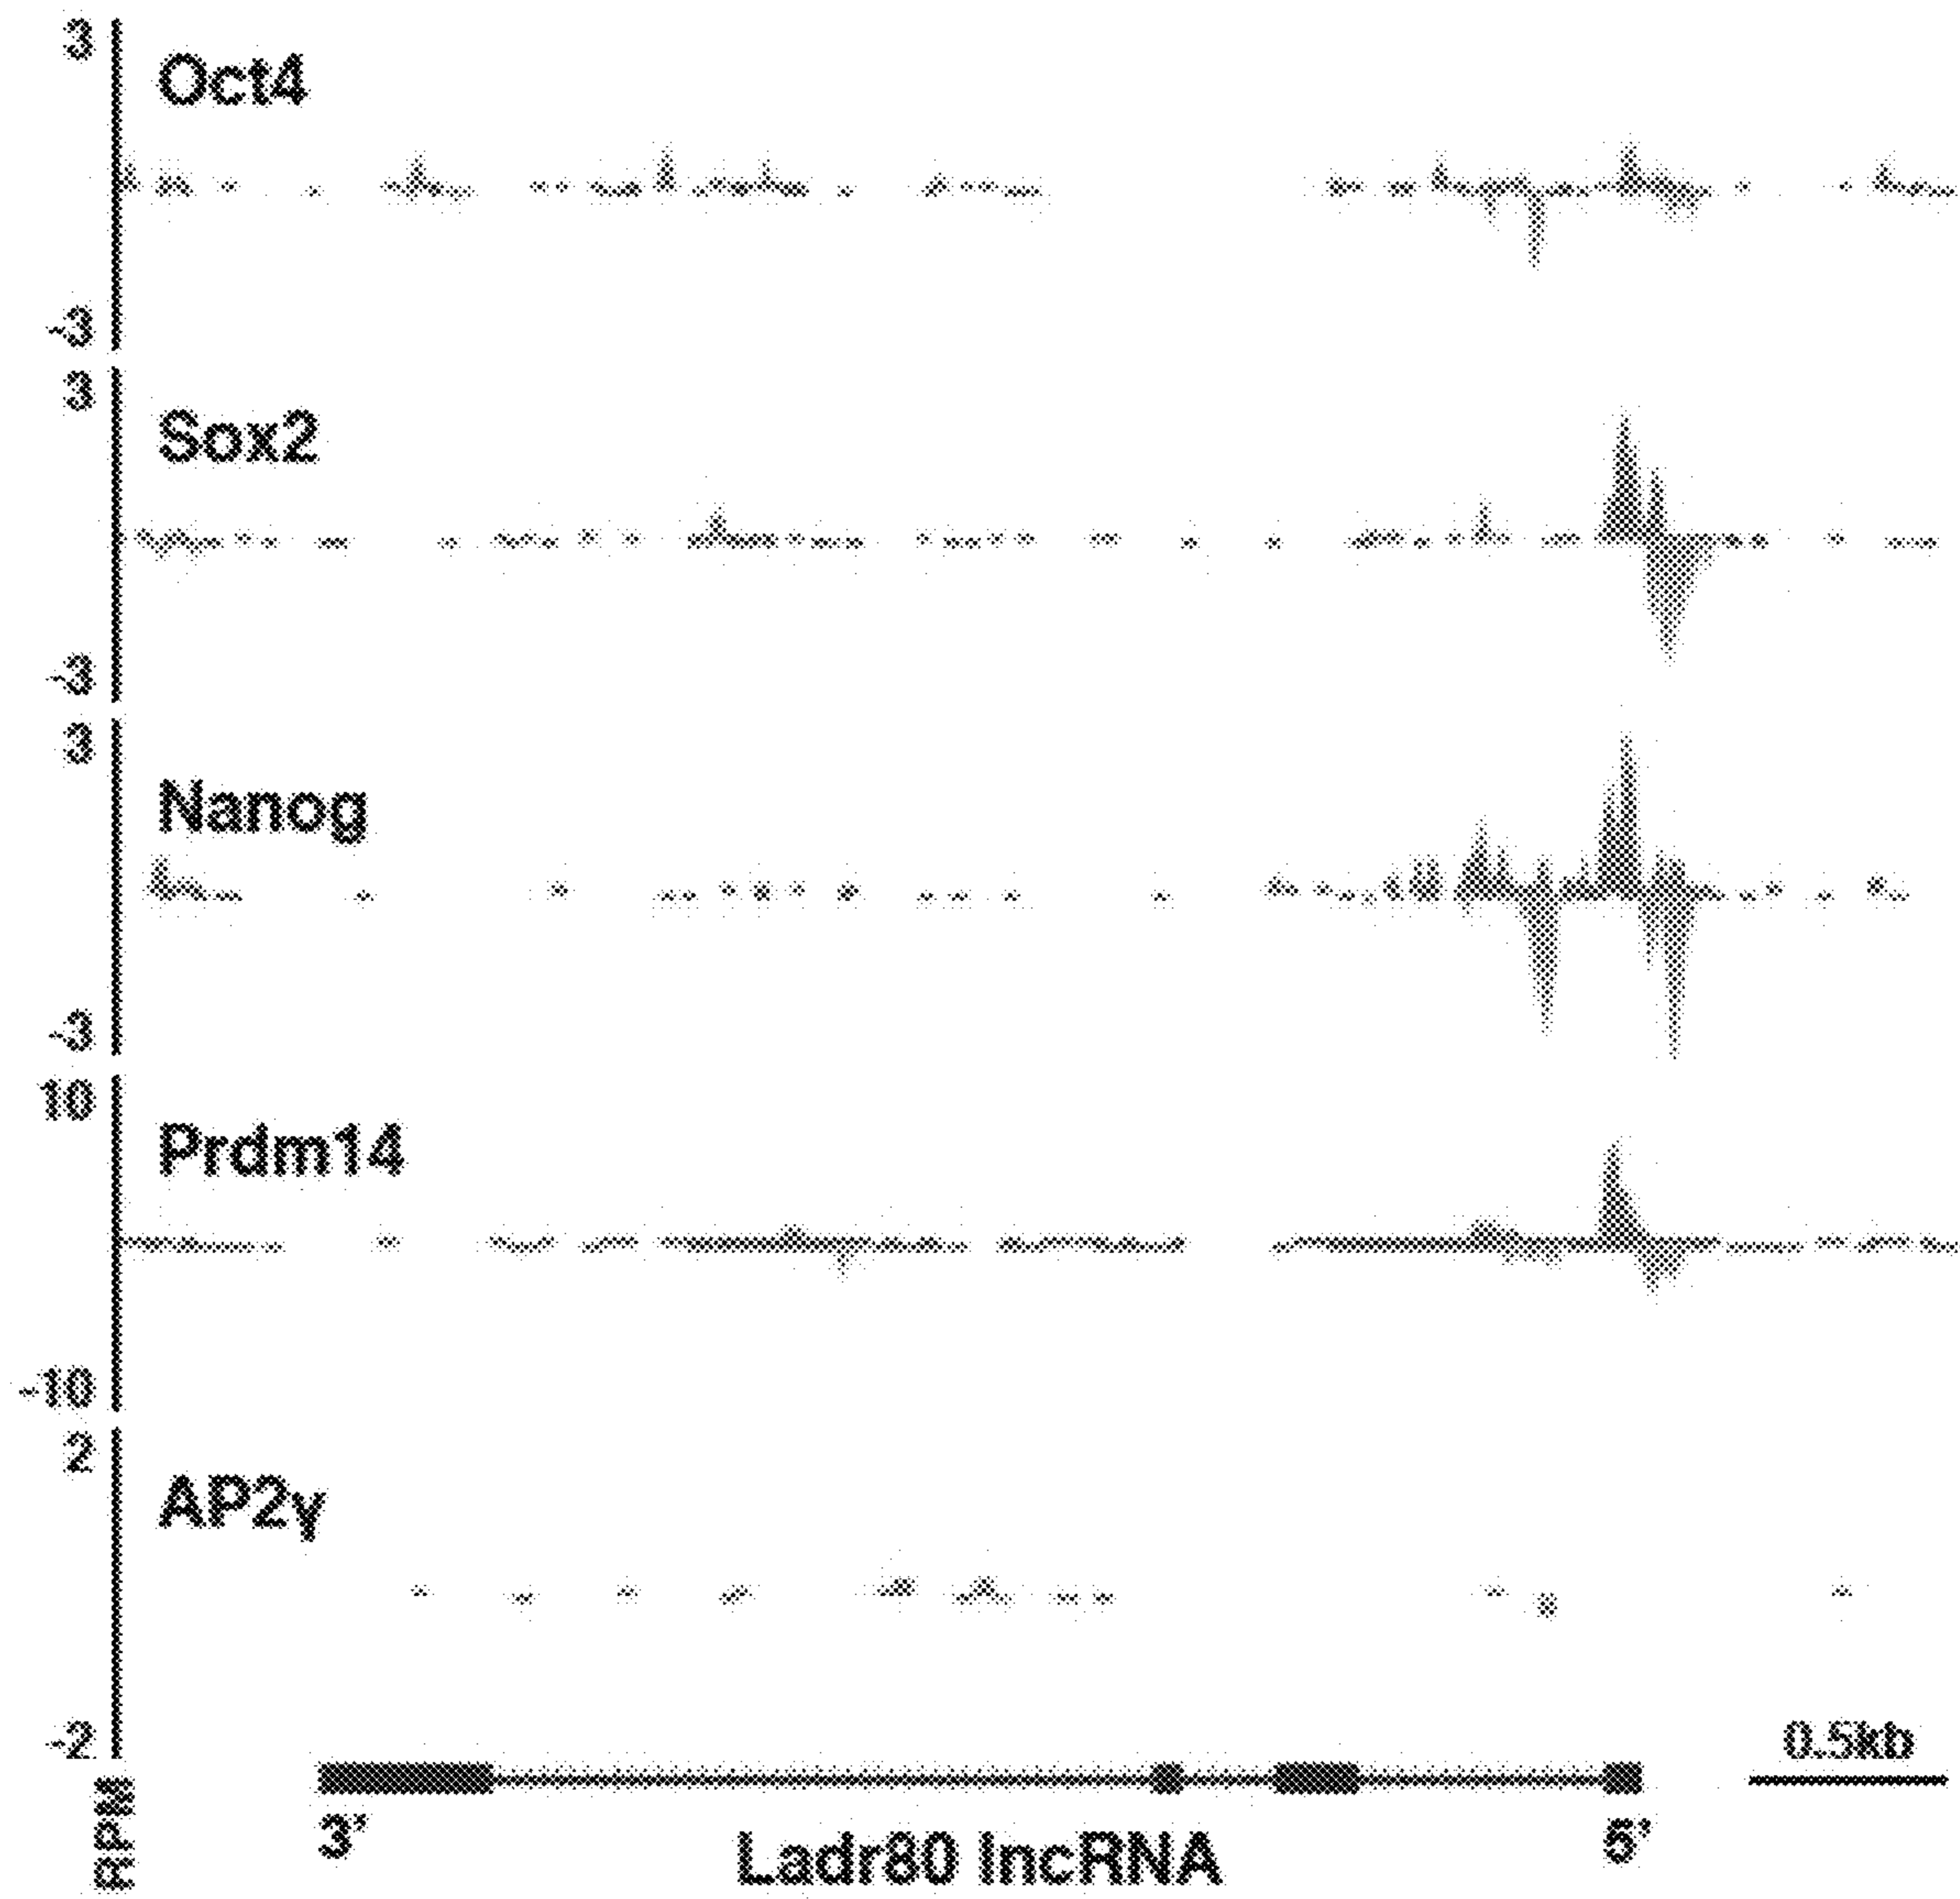 3
Oct4
-3
3
Sox2
-3
3
Nanog
-3
10
Prdm14
-10
2
AP2γ
-2
RPM
0.5kb
3’
5’
Ladr80 lncRNA